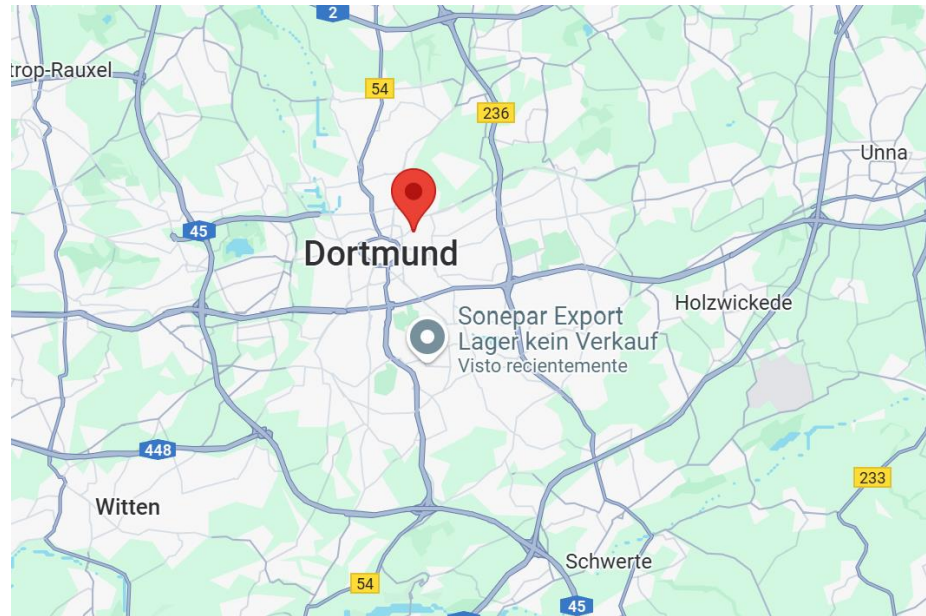 2
trop-Rauxel
54
236
Unna
45
Dortmund
Holzwickede
Sonepar Export
Lager kein Verkauf
Visto recientemente
448
233
Witten
Schwerte
54
45